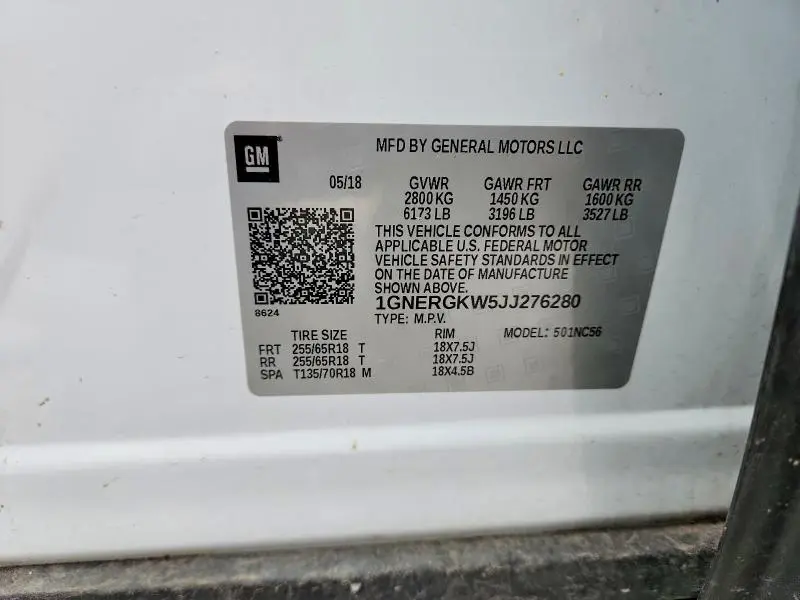 GM
MFD BY GENERAL MOTORS LLC
05/18 GVWR GAWR FRT GAWR RR
2800 KG 1450 KG 1600 KG
6173 LB 3196 LB 3527 LB
THIS VEHICLE CONFORMS TO ALL
APPLICABLE U.S. FEDERAL MOTOR
VEHICLE SAFETY STANDARDS IN EFFECT
ON THE DATE OF MANUFACTURE
SHOWN ABOVE.
1GNERGKW5JJ276280
8624
TYPE: M.P.V.
TIRE SIZE RIM MODEL: 501NC56
FRT 255/65R18 T 18X7.5J
RR 255/65R18 T 18X7.5J
SPA T135/70R18 M 18X4.5B